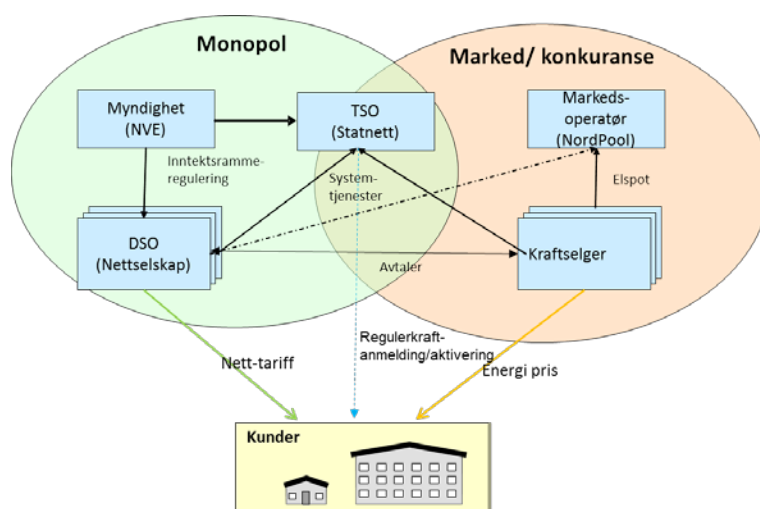 Monopol
Marked/ konkuranse
Myndighet
(NVE)
TSO
(Statnett)
Markeds-
operatør
(NordPool)
Inntektsramme-
regulering
System-
tjenester
Elspot
DSO
(Nettselskap)
Kraftselger
Avtaler
Regulerkraft-
anmelding/aktivering
Nett-tariff
Energi pris
Kunder